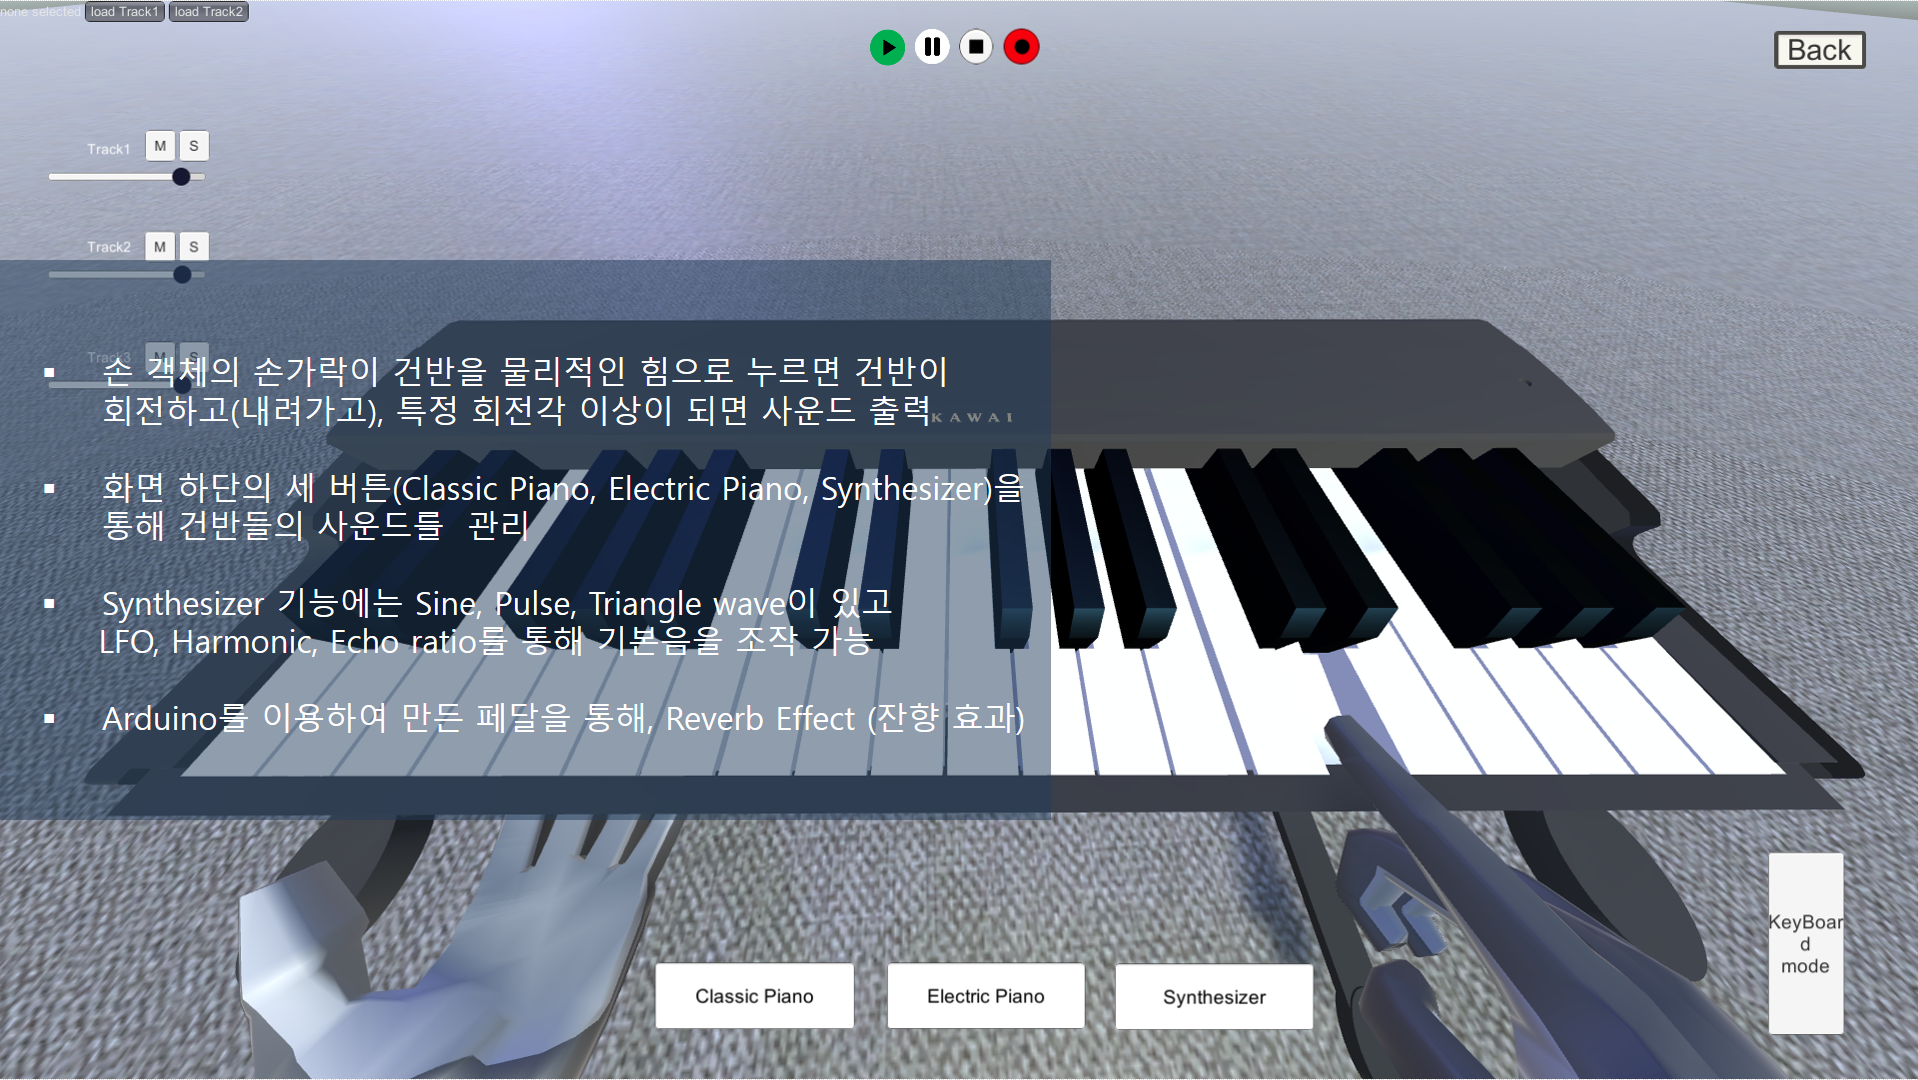 none selected load Track1 load Track2
Back
Track1 M S
Track2 M S
Track3 M S
▪ 손 객체의 손가락이 건반을 물리적인 힘으로 누르면 건반이
회전하고(내려가고), 특정 회전각 이상이 되면 사운드 출력
KAWAI
▪ 화면 하단의 세 버튼(Classic Piano, Electric Piano, Synthesizer)을
통해 건반들의 사운드를 관리
▪ Synthesizer 기능에는 Sine, Pulse, Triangle wave이 있고
LFO, Harmonic, Echo ratio를 통해 기본음을 조작 가능
▪ Arduino를 이용하여 만든 페달을 통해, Reverb Effect (잔향 효과)
KeyBoar
d
mode
Classic Piano
Electric Piano
Synthesizer